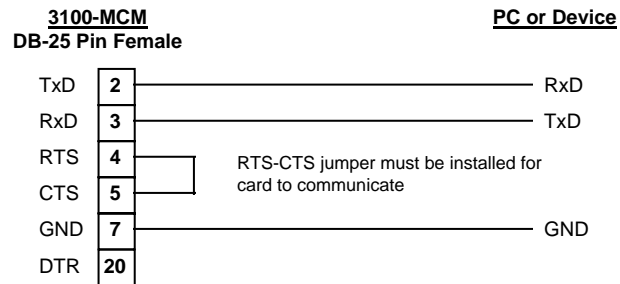 3100-MCM PC or Device
DB-25 Pin Female
TxD 2 RxD
RxD 3 TxD
RTS 4 RTS-CTS jumper must be installed for
CTS 5 card to communicate
GND 7 GND
DTR 20